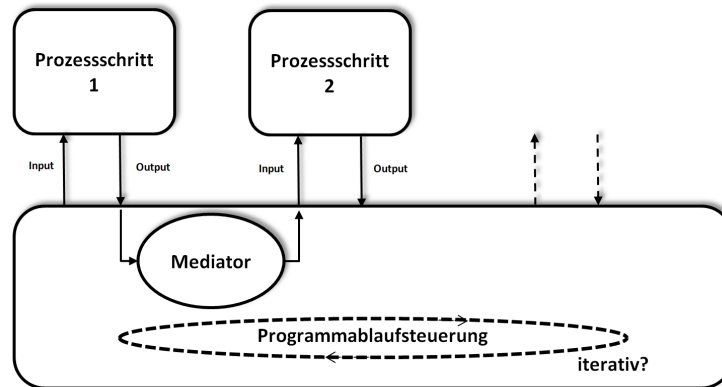 Prozessschritt
1
Prozessschritt
2
Input
Output
Input
Output
Mediator
Programmablaufsteuerung
iterativ?